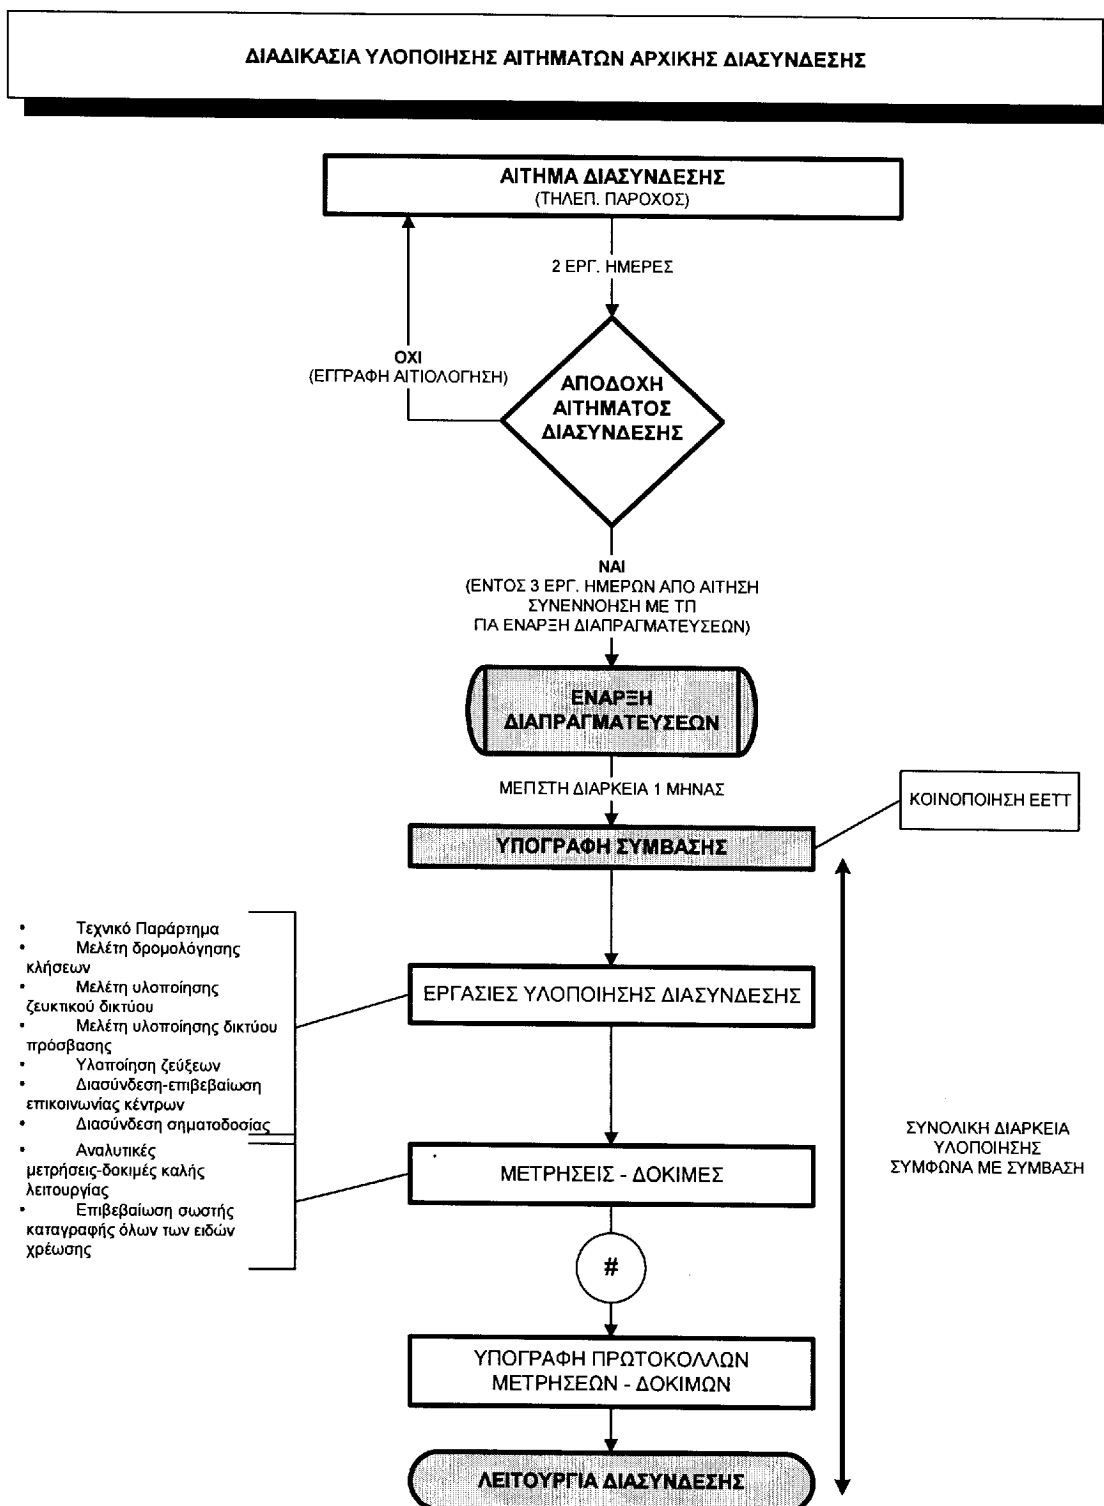 ΔΙΑΔΙΚΑΣΙΑ ΥΛΟΠΟΙΗΣΗΣ ΑΙΤΗΜΑΤΩΝ ΑΡΧΙΚΗΣ ΔΙΑΣΥΝΔΕΣΗΣ
ΑΙΤΗΜΑ ΔΙΑΣΥΝΔΕΣΗΣ
(ΤΗΛΕΠ. ΠΑΡΟΧΟΣ)
2 ΕΡΓ. ΗΜΕΡΕΣ
ΟΧΙ
(ΕΓΓΡΑΦΗ ΑΙΤΙΟΛΟΓΗΣΗ)
ΑΠΟΔΟΧΗ
ΑΙΤΗΜΑΤΟΣ
ΔΙΑΣΥΝΔΕΣΗΣ
ΝΑΙ
(ΕΝΤΟΣ 3 ΕΡΓ. ΗΜΕΡΩΝ ΑΠΟ ΑΙΤΗΣΗ
ΣΥΝΕΝΝΟΗΣΗ ΜΕ ΤΠ
ΓΙΑ ΕΝΑΡΞΗ ΔΙΑΠΡΑΓΜΑΤΕΥΣΕΩΝ)
ΕΝΑΡΞΗ
ΔΙΑΠΡΑΓΜΑΤΕΥΣΕΩΝ
ΜΕΓΙΣΤΗ ΔΙΑΡΚΕΙΑ 1 ΜΗΝΑΣ
ΚΟΙΝΟΠΟΙΗΣΗ ΕΕΤΤ
ΥΠΟΓΡΑΦΗ ΣΥΜΒΑΣΗΣ
• Τεχνικό Παράρτημα
• Μελέτη δρομολόγησης
κλήσεων
• Μελέτη υλοποίησης
ζευκτικού δικτύου
• Μελέτη υλοποίησης δικτύου
πρόσβασης
• Υλοποίηση ζεύξεων
• Διασύνδεση-επιβεβαίωση
επικοινωνίας κέντρων
• Διασύνδεση σηματοδοσίας
ΕΡΓΑΣΙΕΣ ΥΛΟΠΟΙΗΣΗΣ ΔΙΑΣΥΝΔΕΣΗΣ
• Αναλυτικές
μετρήσεις-δοκιμές καλής
λειτουργίας
• Επιβεβαίωση σωστής
καταγραφής όλων των ειδών
χρέωσης
ΜΕΤΡΗΣΕΙΣ - ΔΟΚΙΜΕΣ
ΣΥΝΟΛΙΚΗ ΔΙΑΡΚΕΙΑ
ΥΛΟΠΟΙΗΣΗΣ
ΣΥΜΦΩΝΑ ΜΕ ΣΥΜΒΑΣΗ
#
ΥΠΟΓΡΑΦΗ ΠΡΩΤΟΚΟΛΛΩΝ
ΜΕΤΡΗΣΕΩΝ - ΔΟΚΙΜΩΝ
ΛΕΙΤΟΥΡΓΙΑ ΔΙΑΣΥΝΔΕΣΗΣ